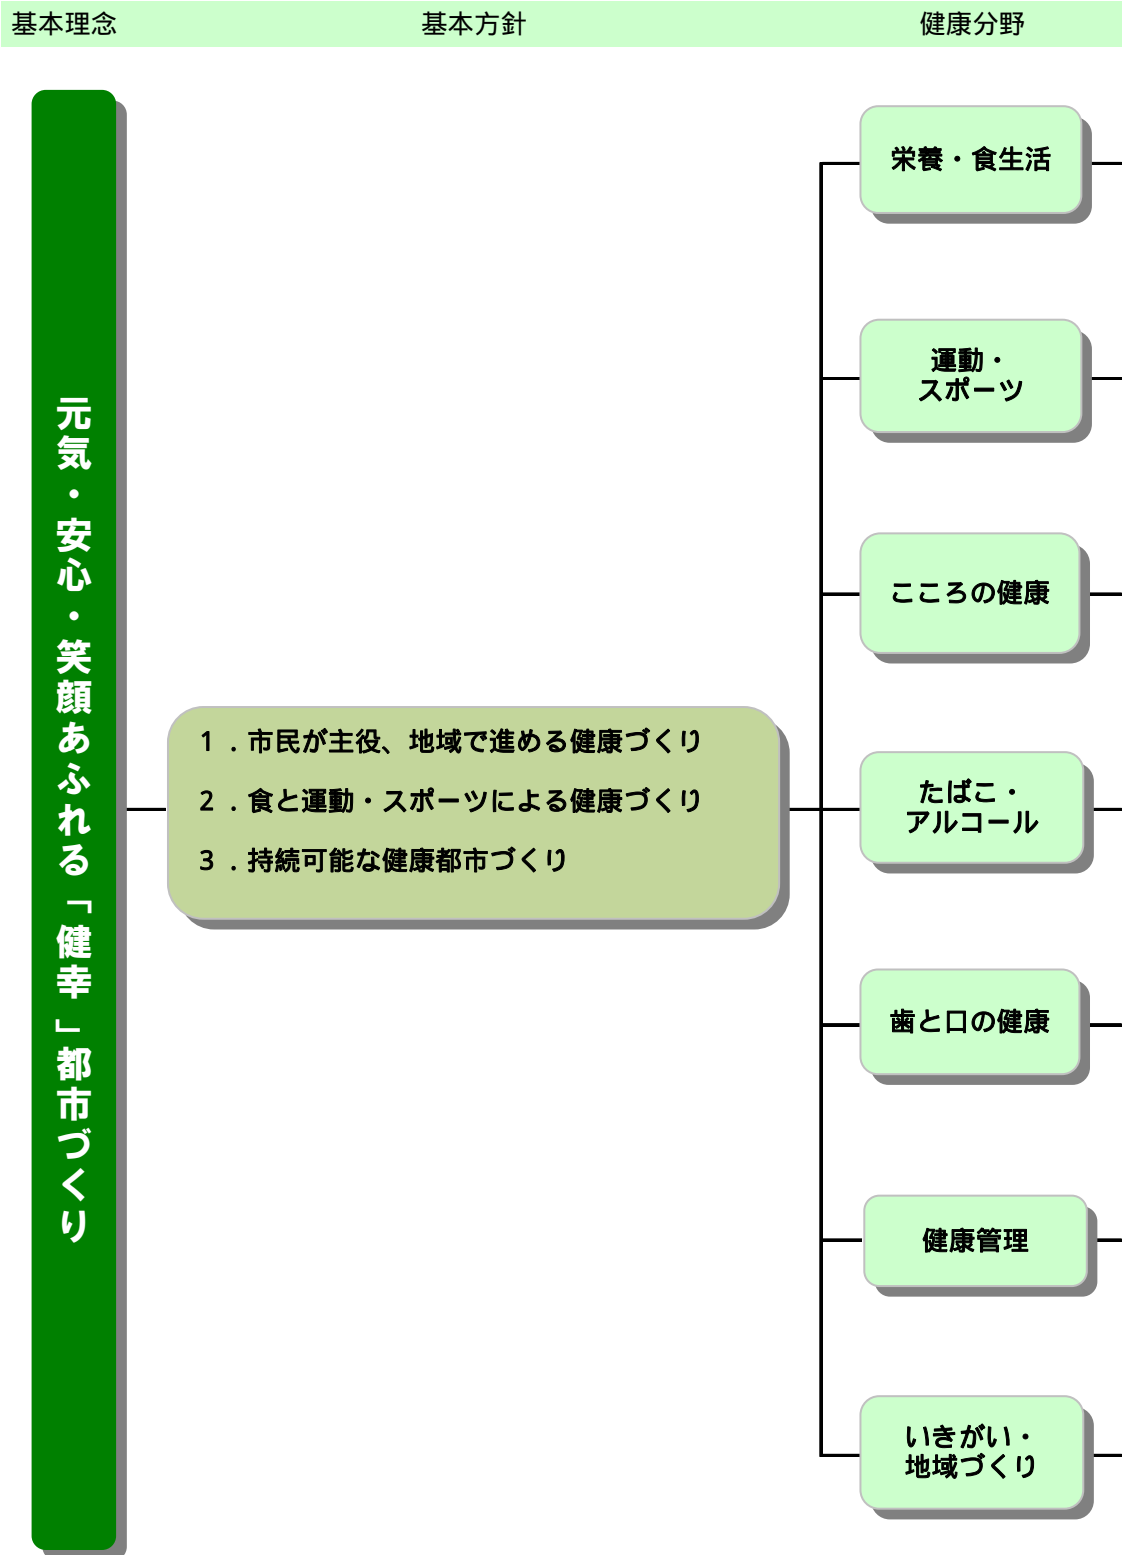 基本理念
基本方針
健康分野
元気・安心・笑顔あふれる「健幸」都市づくり
１．市民が主役、地域で進める健康づくり
２．食と運動・スポーツによる健康づくり
３．持続可能な健康都市づくり
栄養・食生活
運動・
スポーツ
こころの健康
たばこ・
アルコール
歯と口の健康
健康管理
いきがい・
地域づくり